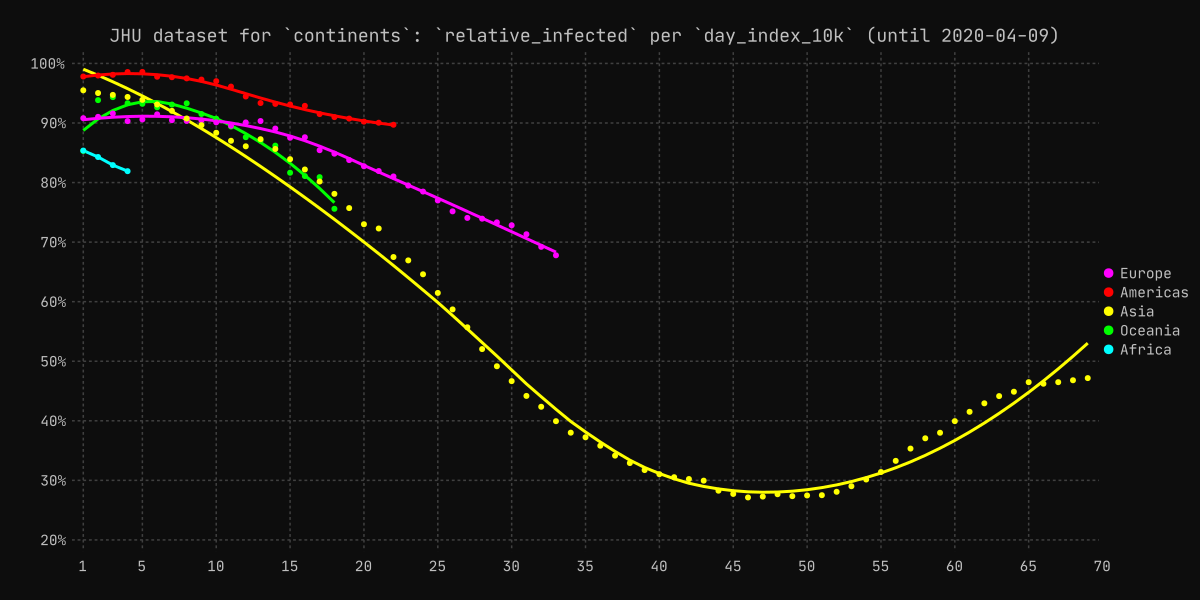 JHU dataset for `continents`: `relative_infected` per `day_index_10k` (until 2020-04-09)
100%
90%
80%
70%
60%
50%
40%
30%
20%
1 5 10 15 20 25 30 35 40 45 50 55 60 65 70
Europe
Americas
Asia
Oceania
Africa